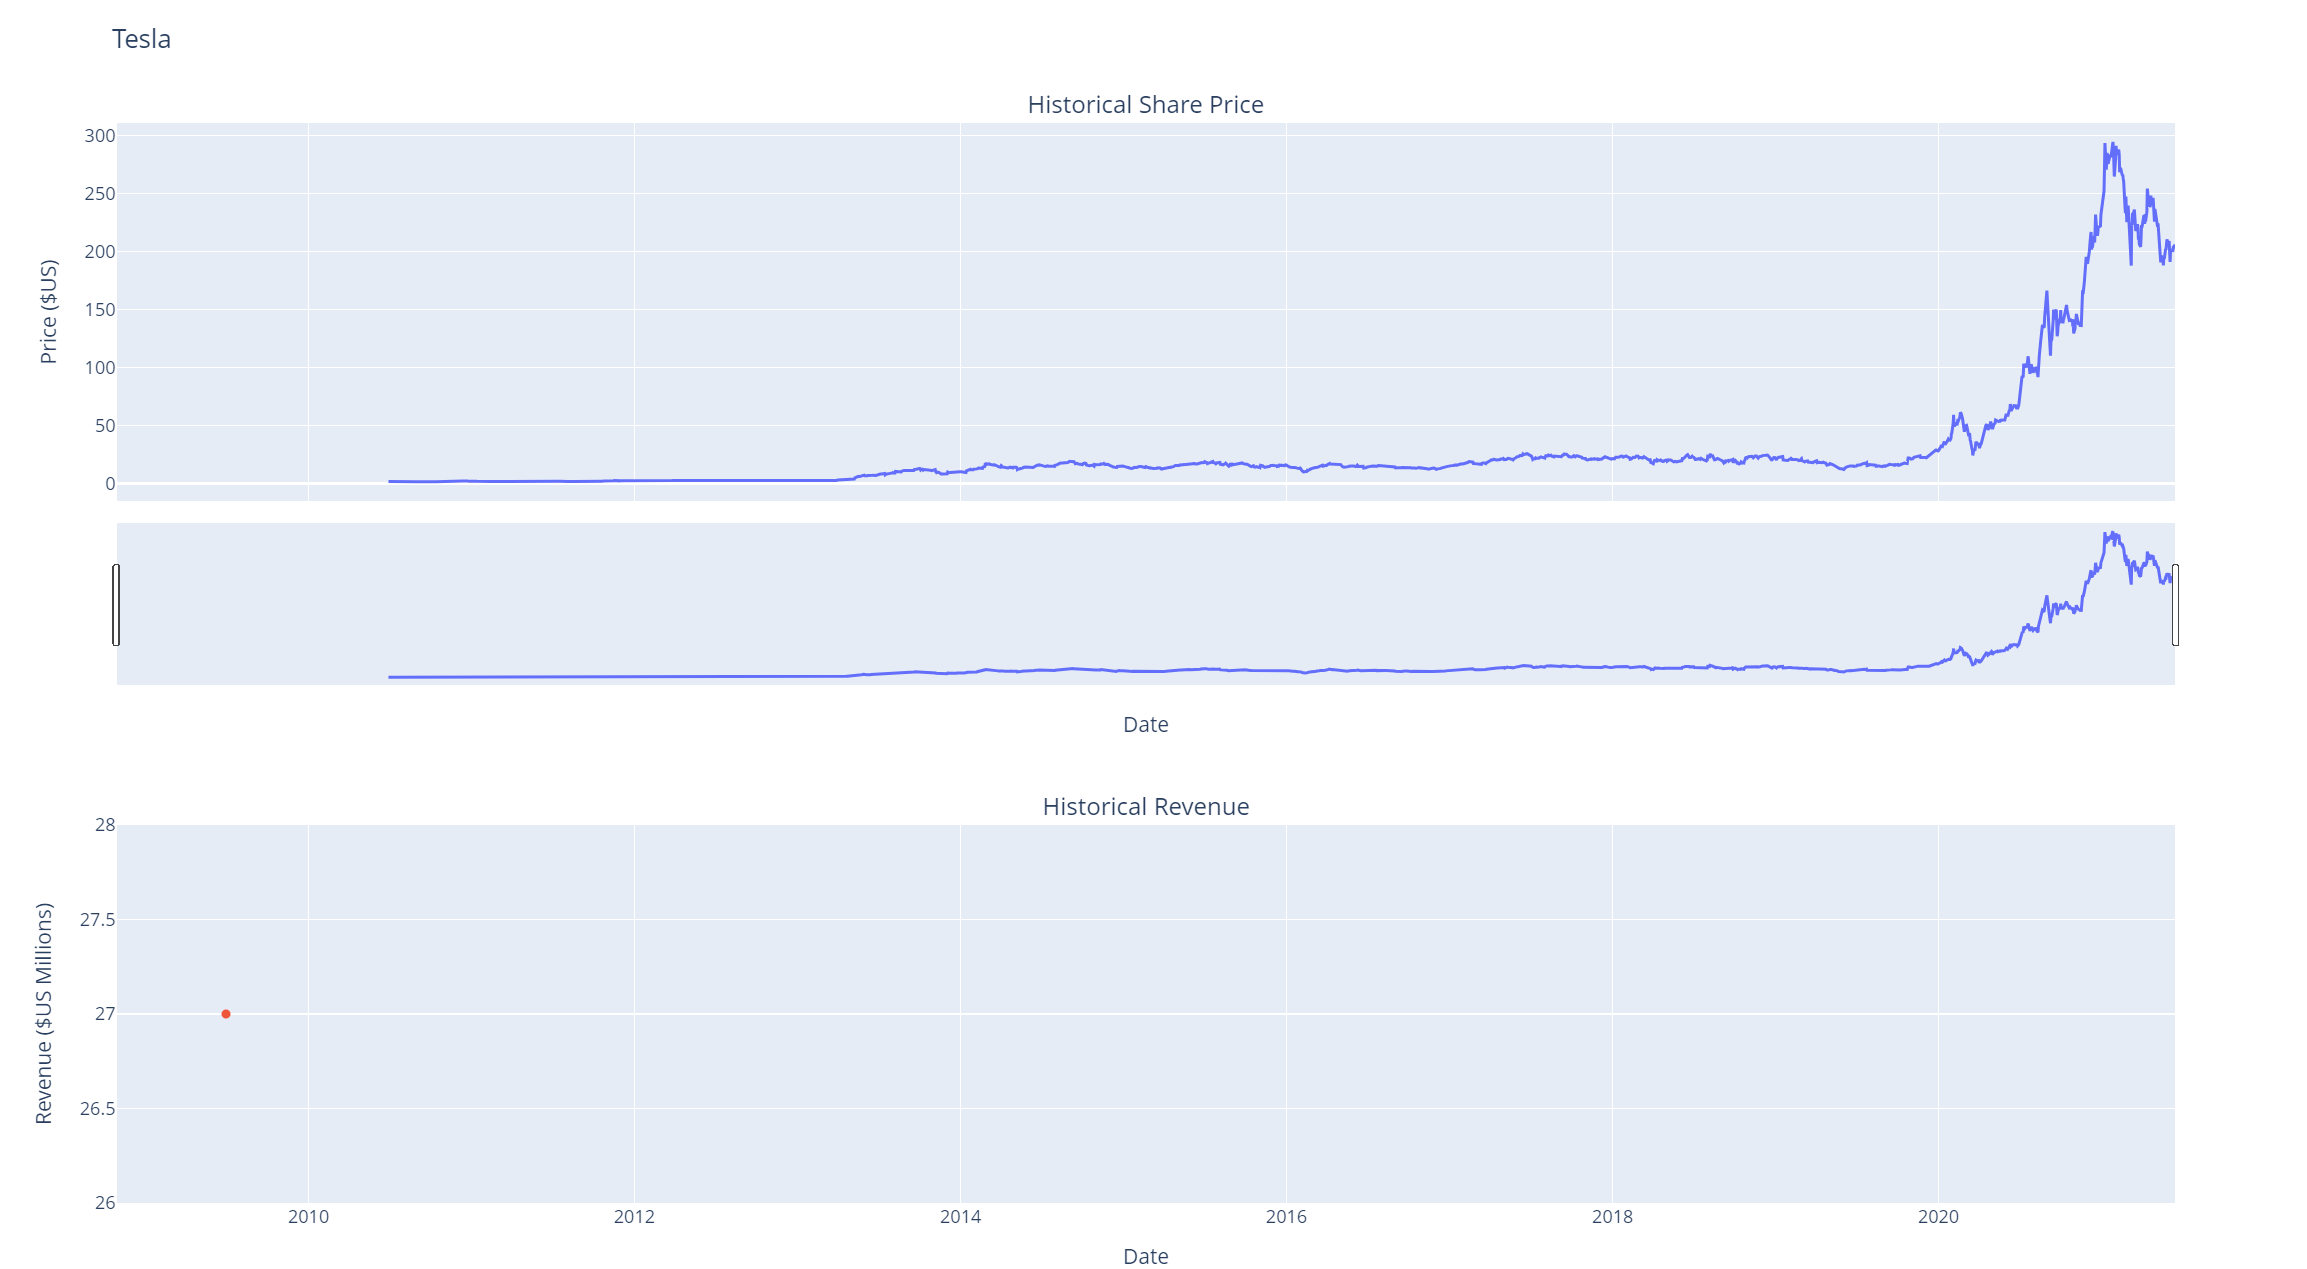 Tesla
Historical Share Price
300
250
200
150
100
50
0
Price ($US)
Date
Historical Revenue
28
27.5
27
26.5
26
Revenue ($US Millions)
2010 2012 2014 2016 2018 2020
Date